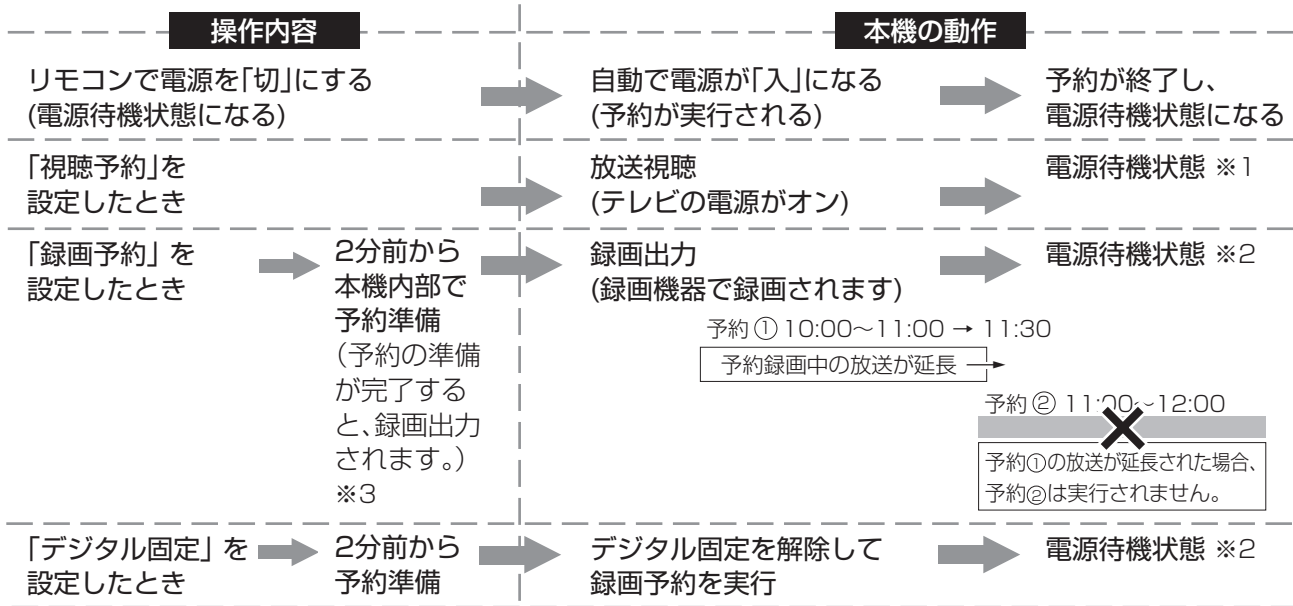 操作内容
本機の動作
リモコンで電源を「切」にする
(電源待機状態になる)
自動で電源が「入」になる
(予約が実行される)
予約が終了し、
電源待機状態になる
「視聴予約」を
設定したとき
放送視聴
(テレビの電源がオン)
電源待機状態 ※1
「録画予約」を
設定したとき
2分前から
本機内部で
予約準備
（予約の準備
が完了する
と、録画出力
されます。）
※3
録画出力
(録画機器で録画されます)
電源待機状態 ※2
予約① 10:00～11:00 → 11:30
予約録画中の放送が延長
予約② 11:00～12:00
予約①の放送が延長された場合、
予約②は実行されません。
「デジタル固定」を
設定したとき
2分前から
予約準備
デジタル固定を解除して
録画予約を実行
電源待機状態 ※2